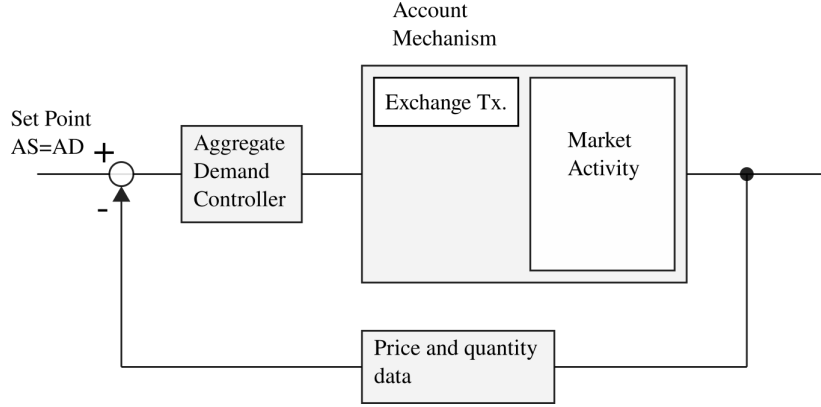 Account
Mechanism
Exchange Tx.
Set Point
AS=AD
+
-
Aggregate
Demand
Controller
Market
Activity
Price and quantity
data